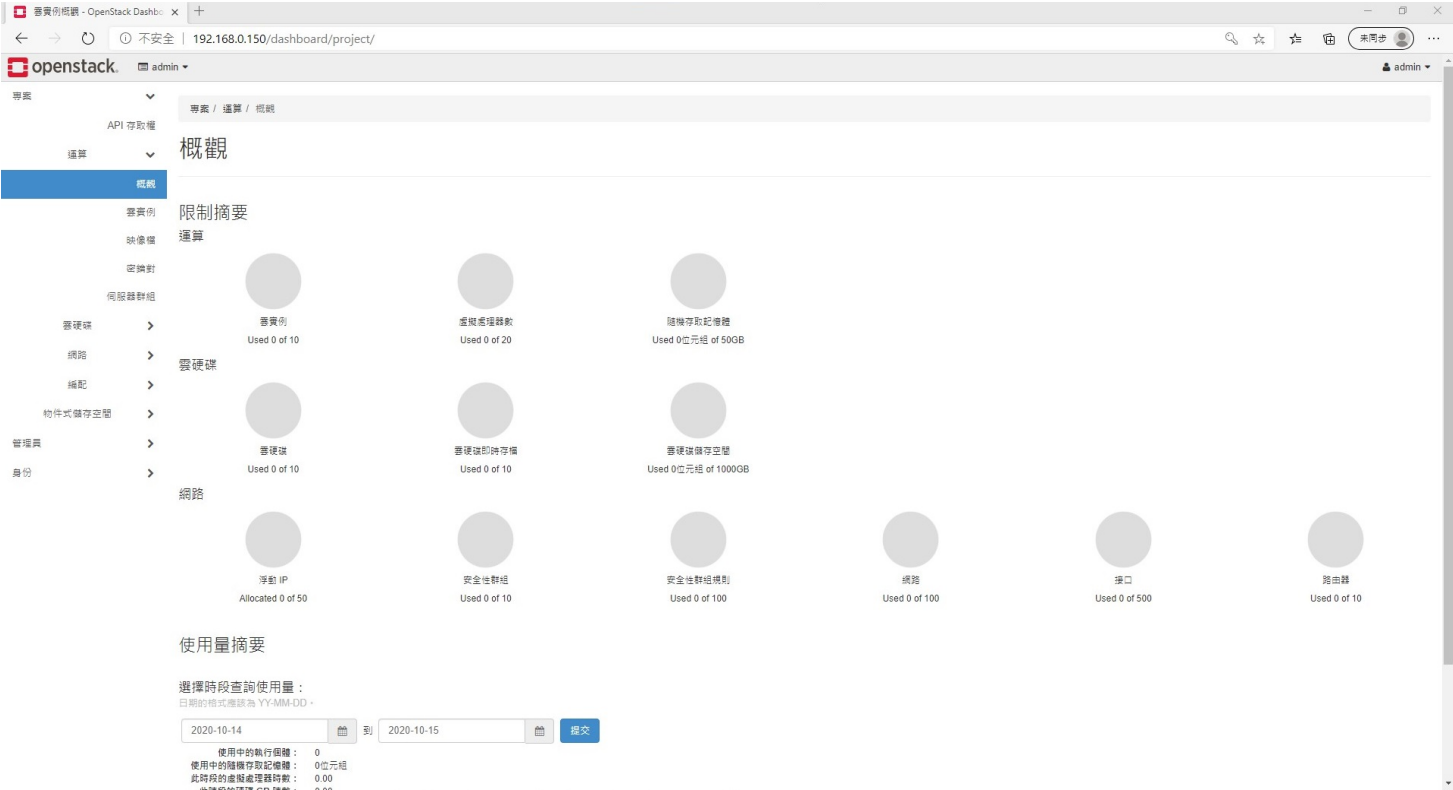 雲實例概觀 - OpenStack Dashbo
不安全 | 192.168.0.150/dashboard/project/
未同步
openstack. admin
admin
專案
API 存取權
運算
概觀
雲實例
映像檔
密鑰對
伺服器群組
雲硬碟
網路
編配
物件式儲存空間
管理員
身份
專案 / 運算 / 概觀
概觀
限制摘要
運算
雲實例 虛擬處理器數 隨機存取記憶體
Used 0 of 10 Used 0 of 20 Used 0位元組 of 50GB
雲硬碟
雲硬碟 雲硬碟即時存檔 雲硬碟儲存空間
Used 0 of 10 Used 0 of 10 Used 0位元組 of 1000GB
網路
浮動 IP 安全性群組 安全性群組規則 網路 接口 路由器
Allocated 0 of 50 Used 0 of 10 Used 0 of 100 Used 0 of 100 Used 0 of 500 Used 0 of 10
使用量摘要
選擇時段查詢使用量：
日期的格式應該為 YY-MM-DD。
2020-10-14 到 2020-10-15 提交
使用中的執行個體： 0
使用中的隨機存取記憶體： 0位元組
此時段的虛擬處理器時數： 0.00
此時段的硬碟 GB 時數： 0.00